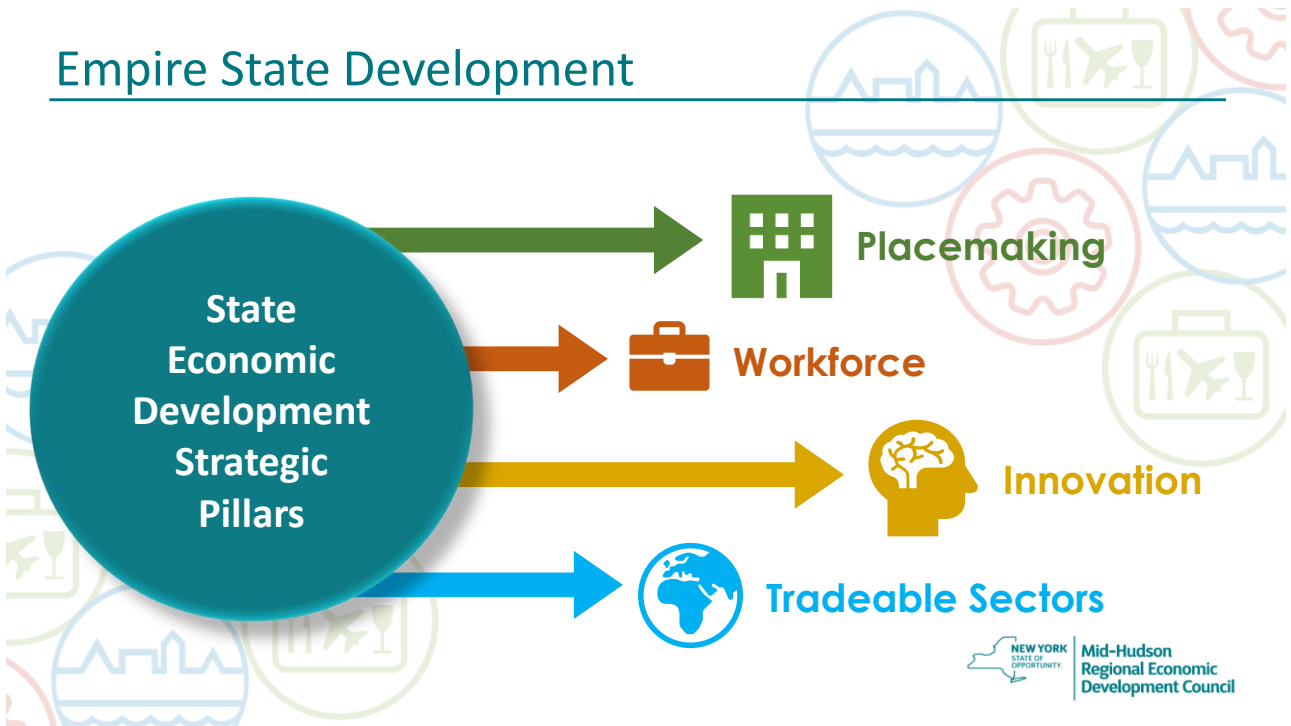 Empire State Development
State
Economic
Development
Strategic
Pillars
Placemaking
Workforce
Innovation
Tradeable Sectors
NEW YORK
STATE OF
OPPORTUNITY.
Mid-Hudson
Regional Economic
Development Council